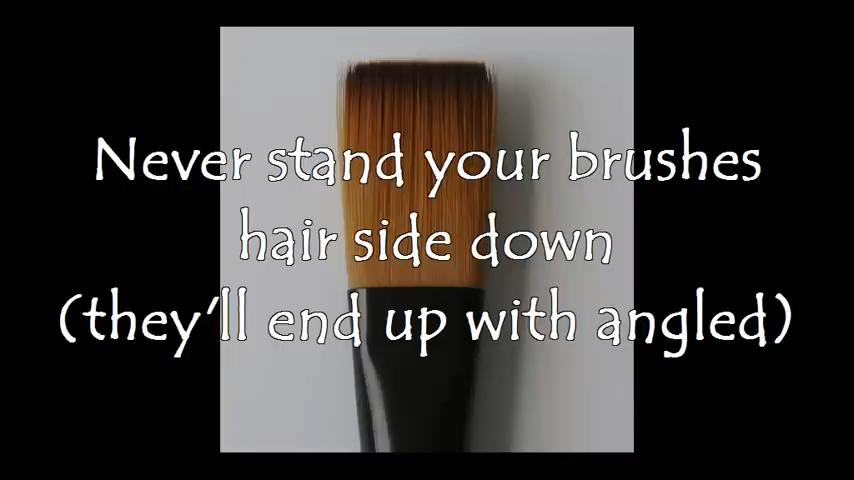 Never stand your brushes
hair side down
(they'll end up with angled)